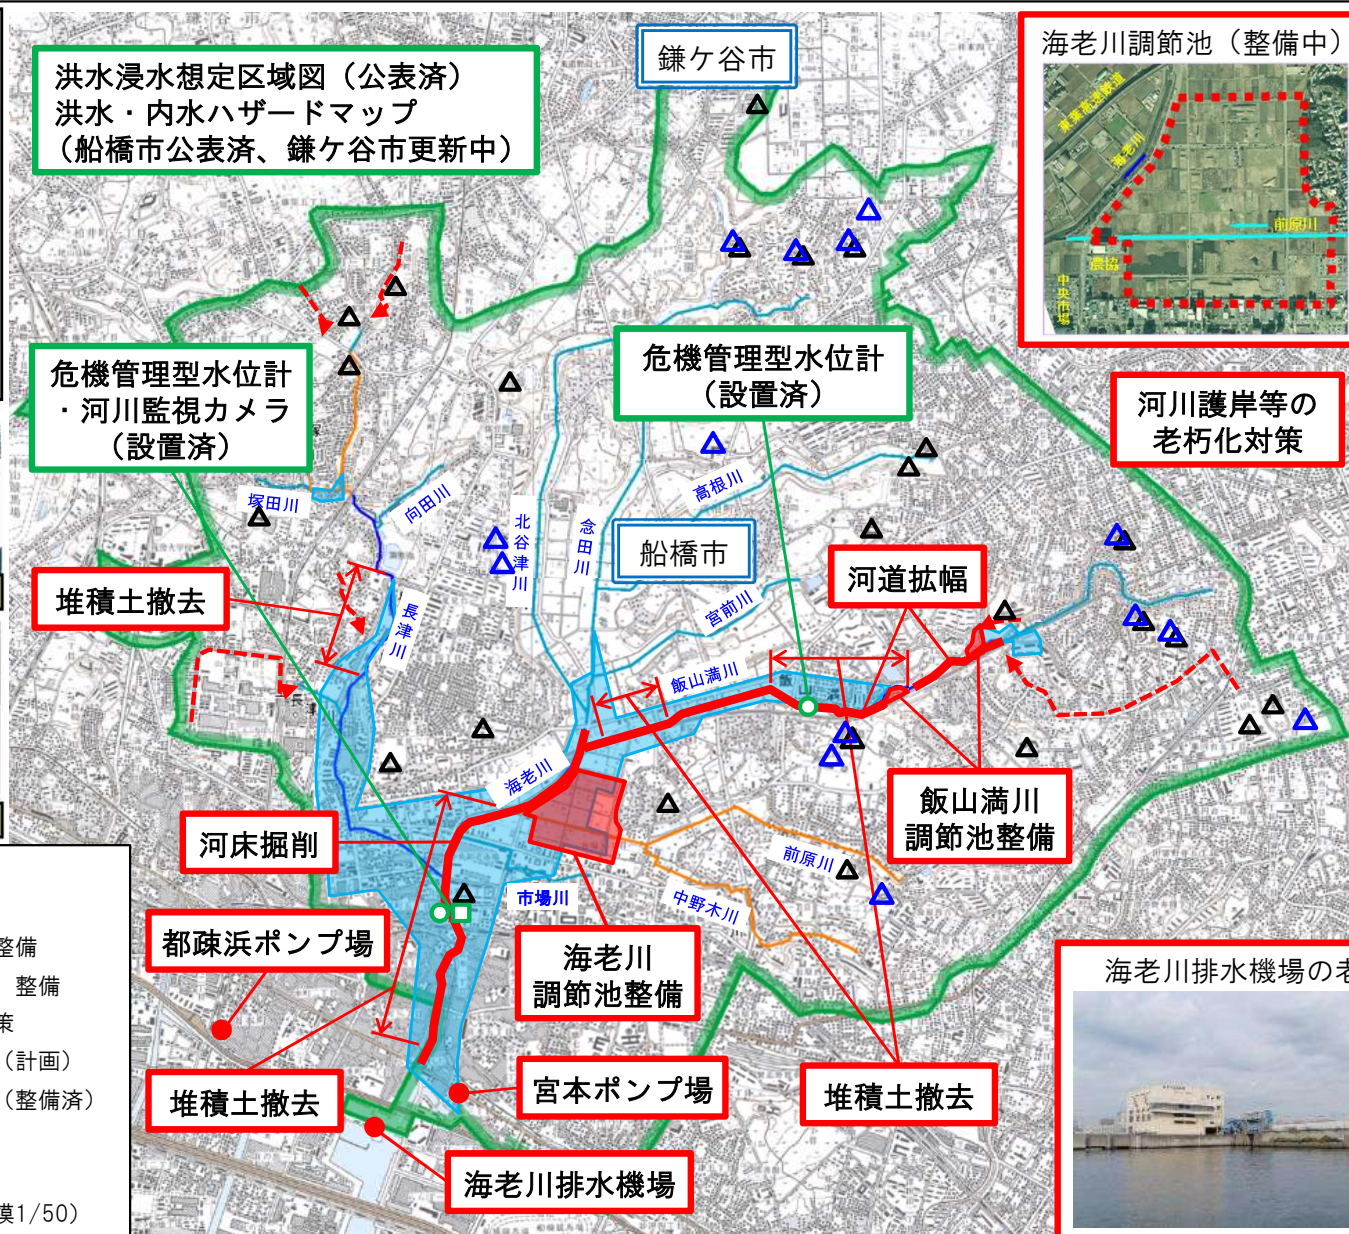 洪水浸水想定区域図（公表済）
洪水・内水ハザードマップ
（船橋市公表済、鎌ケ谷市更新中）
鎌ケ谷市
海老川調節池（整備中）
東葉高速鉄道
海老川
前原川
農協
中央市場
危機管理型水位計
・河川監視カメラ
（設置済）
危機管理型水位計
（設置済）
河川護岸等の
老朽化対策
塚田川
向田川
北谷津川
念田川
高根川
船橋市
河道拡幅
堆積土撤去
長津川
宮前川
飯山満川
海老川
飯山満川
調節池整備
河床掘削
前原川
市場川
中野木川
都疎浜ポンプ場
海老川
調節池整備
海老川排水機場の老
整備
整備
策
（計画）
（整備済）
模1/50）
堆積土撤去
宮本ポンプ場
堆積土撤去
海老川排水機場